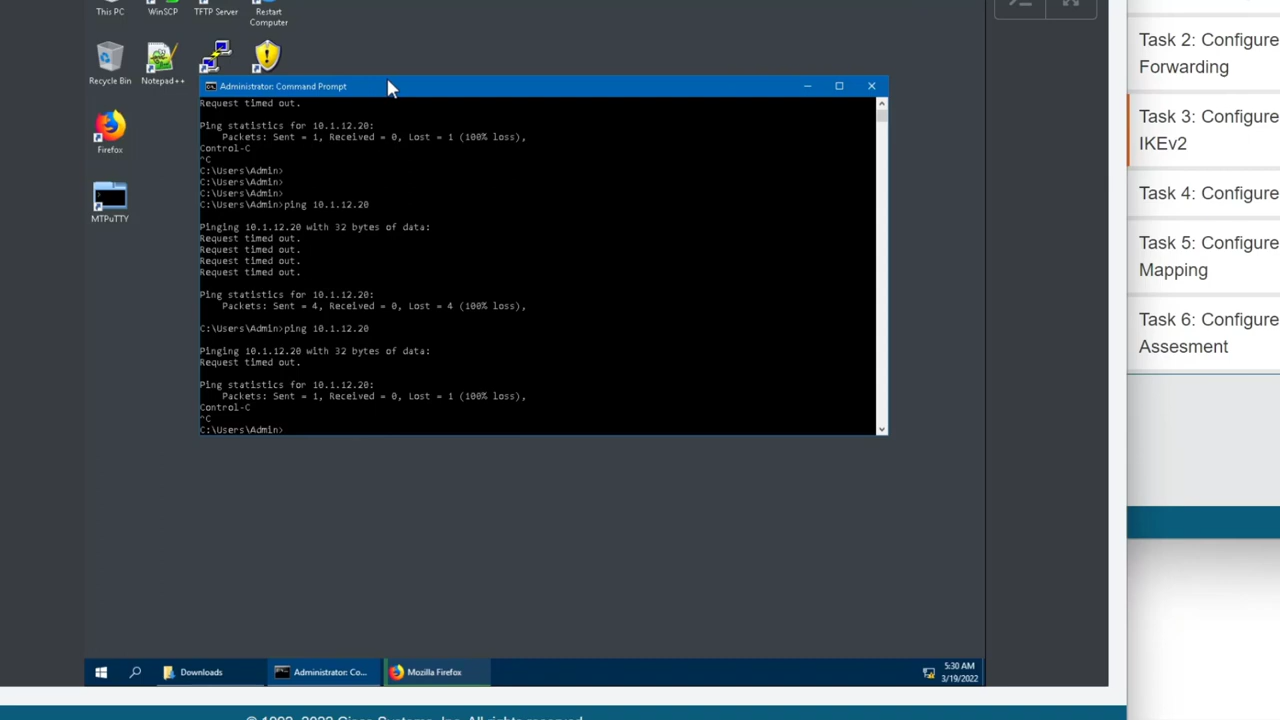 This PC
WinSCP
TFTP Server
Restart
Computer
Recycle Bin
Notepad++
Firefox
MTPuTTY
Administrator: Command Prompt
Request timed out.
Ping statistics for 10.1.12.20:
Packets: Sent = 1, Received = 0, Lost = 1 (100% loss),
Control-C
^C
C:\Users\Admin>
C:\Users\Admin>
C:\Users\Admin>
C:\Users\Admin>ping 10.1.12.20
Pinging 10.1.12.20 with 32 bytes of data:
Request timed out.
Request timed out.
Request timed out.
Request timed out.
Ping statistics for 10.1.12.20:
Packets: Sent = 4, Received = 0, Lost = 4 (100% loss),
C:\Users\Admin>ping 10.1.12.20
Pinging 10.1.12.20 with 32 bytes of data:
Request timed out.
Ping statistics for 10.1.12.20:
Packets: Sent = 1, Received = 0, Lost = 1 (100% loss),
Control-C
^C
C:\Users\Admin>
Task 2: Configure
Forwarding
Task 3: Configure
IKEv2
Task 4: Configure
Task 5: Configure
Mapping
Task 6: Configure
Assesment
Downloads
Administrator: Co...
Mozilla Firefox
5:30 AM
3/19/2022
© 1992-2022 Cisco Systems, Inc. All rights reserved